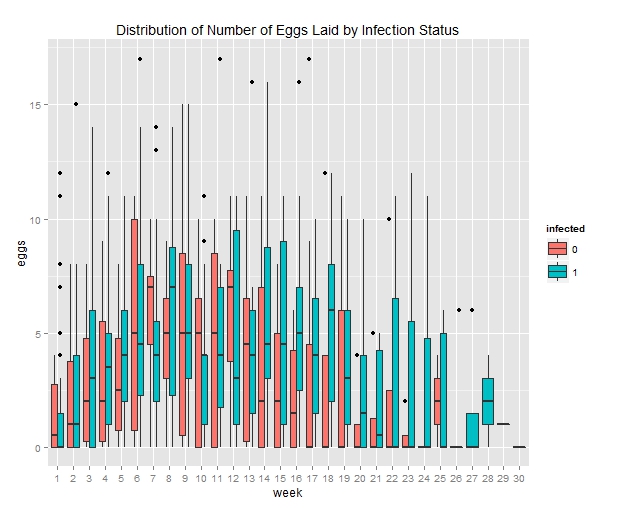 Distribution of Number of Eggs Laid by Infection Status
15
10
5
0
eggs
1 2 3 4 5 6 7 8 9 10 11 12 13 14 15 16 17 18 19 20 21 22 23 24 25 26 27 28 29 30
week
infected
0
1